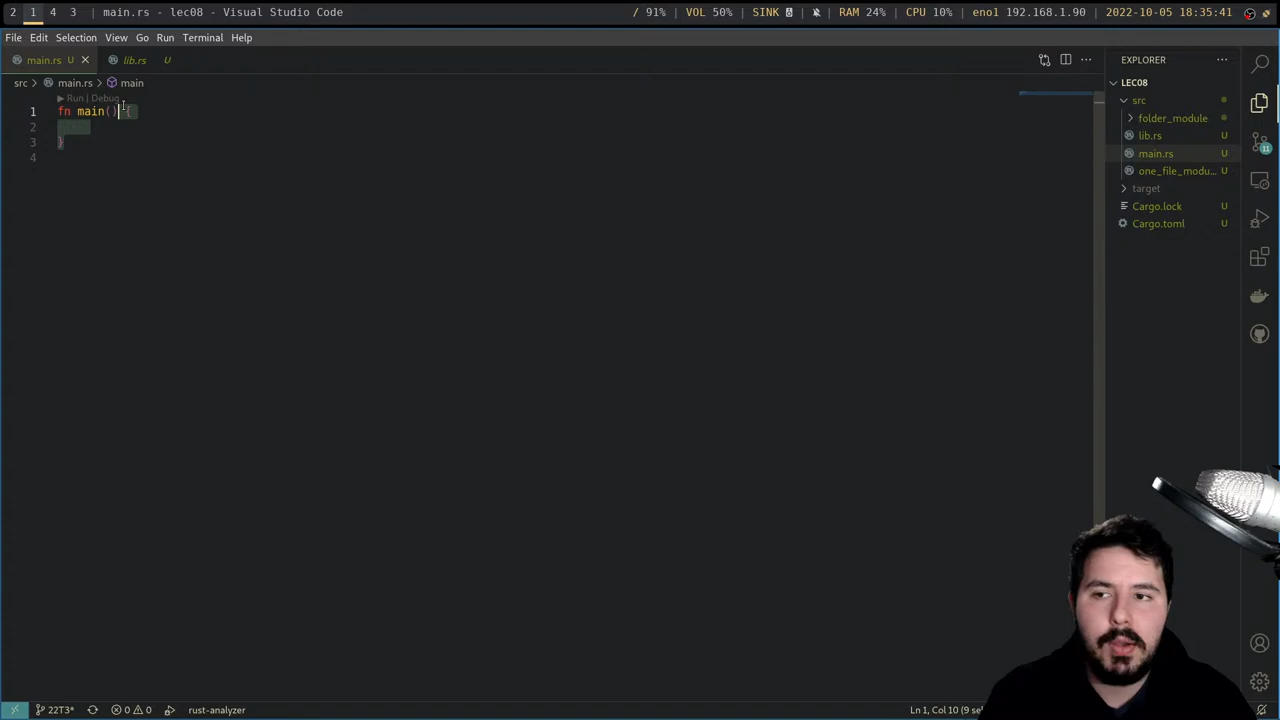 2 1 4 3 | main.rs - lec08 - Visual Studio Code
/ 91% | VOL 50% | SINK | | RAM 24% | CPU 10% | eno1 192.168.1.90 | 2022-10-05 18:35:41
File Edit Selection View Go Run Terminal Help
main.rs U
lib.rs U
EXPLORER
src > main.rs > main
LEC08
Run | Debug
1 fn main() {
2
3 }
4
src
folder_module
lib.rs U
main.rs U
one_file_modu... U
target
Cargo.lock U
Cargo.toml U
11
22T3* 0 0 rust-analyzer
Ln 1, Col 10 (9 se